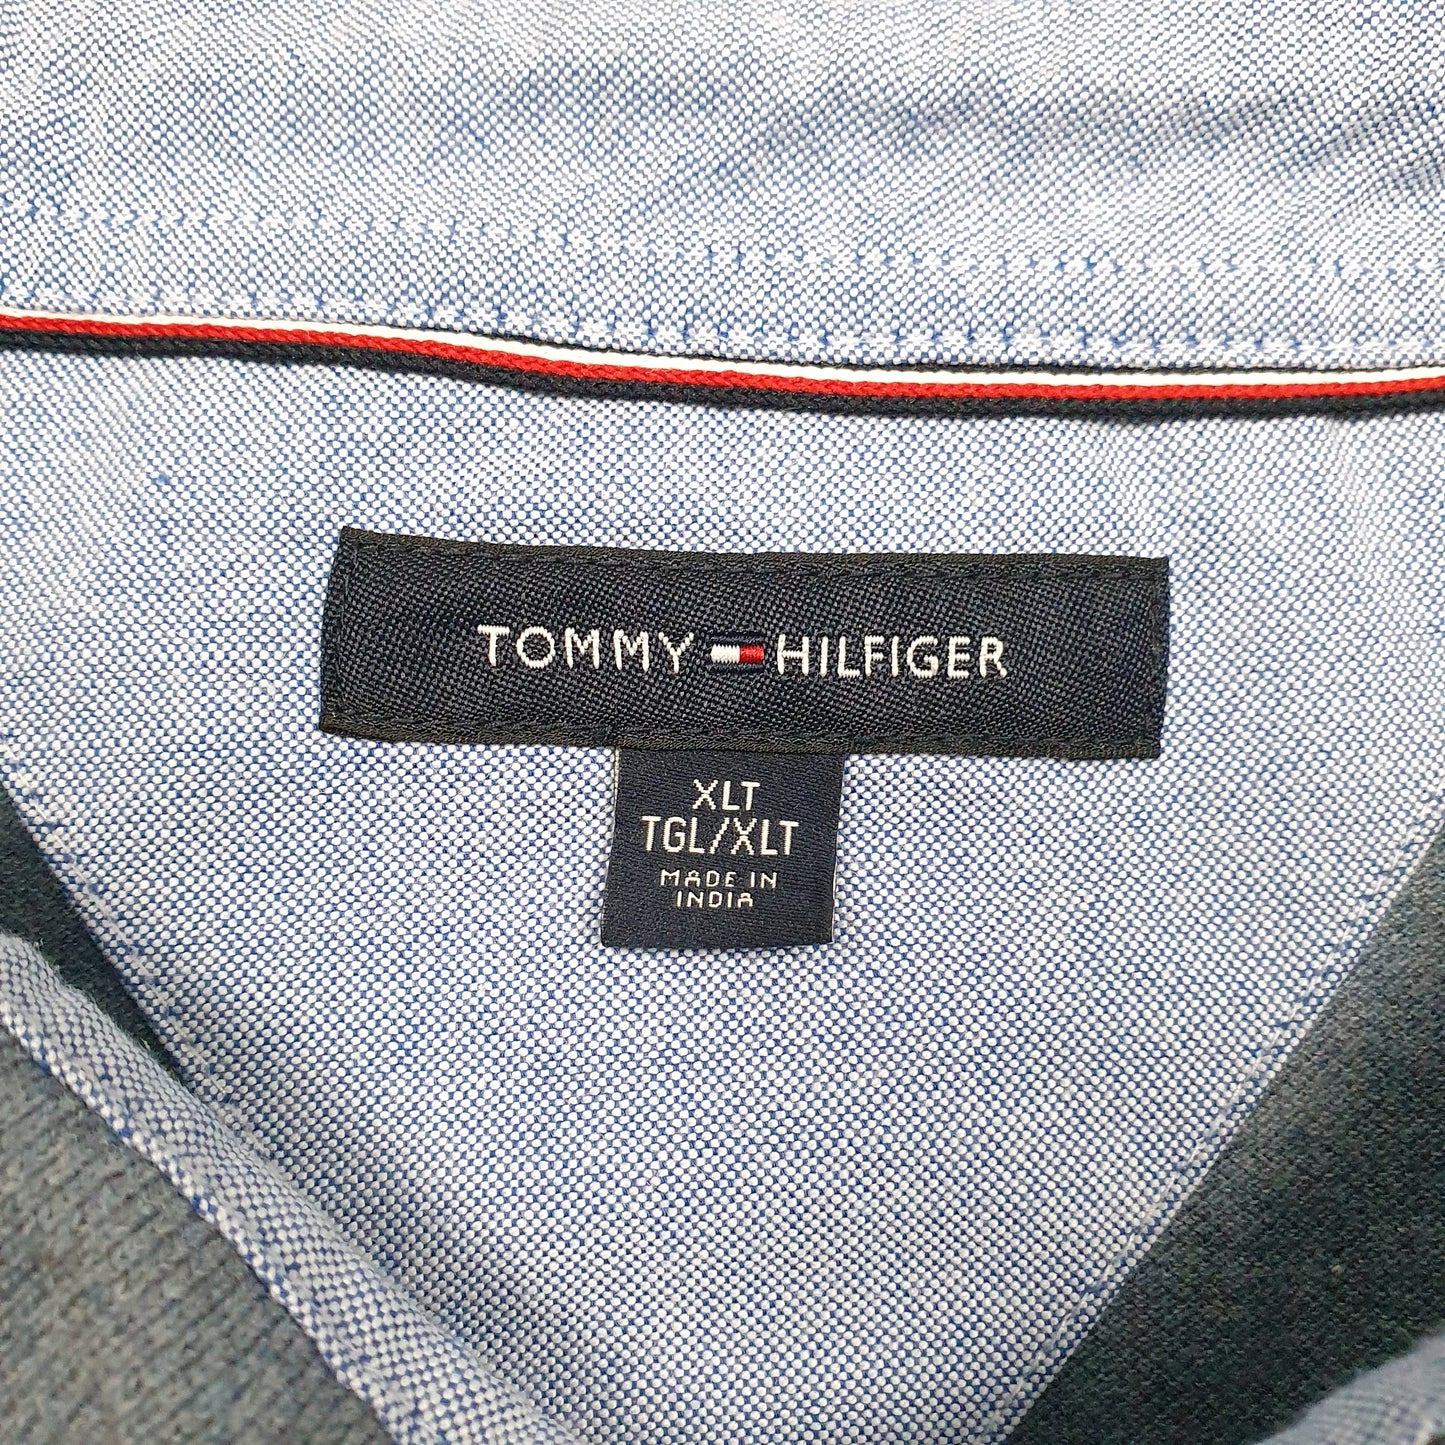 TOMMY HILFIGER
XLT
TGL/XLT
MADE IN
INDIA